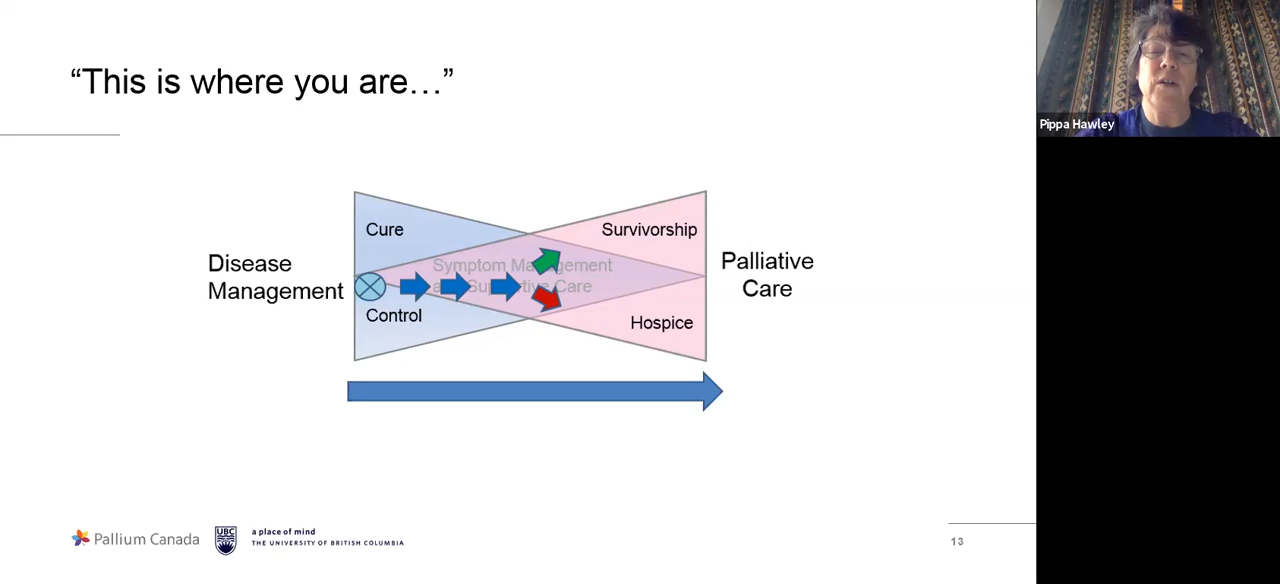 “This is where you are…”
Pippa Hawley
Cure
Survivorship
Disease
Management
Symptom Management
and Supportive Care
Palliative
Care
Control
Hospice
Pallium Canada
UBC
a place of mind
THE UNIVERSITY OF BRITISH COLUMBIA
13